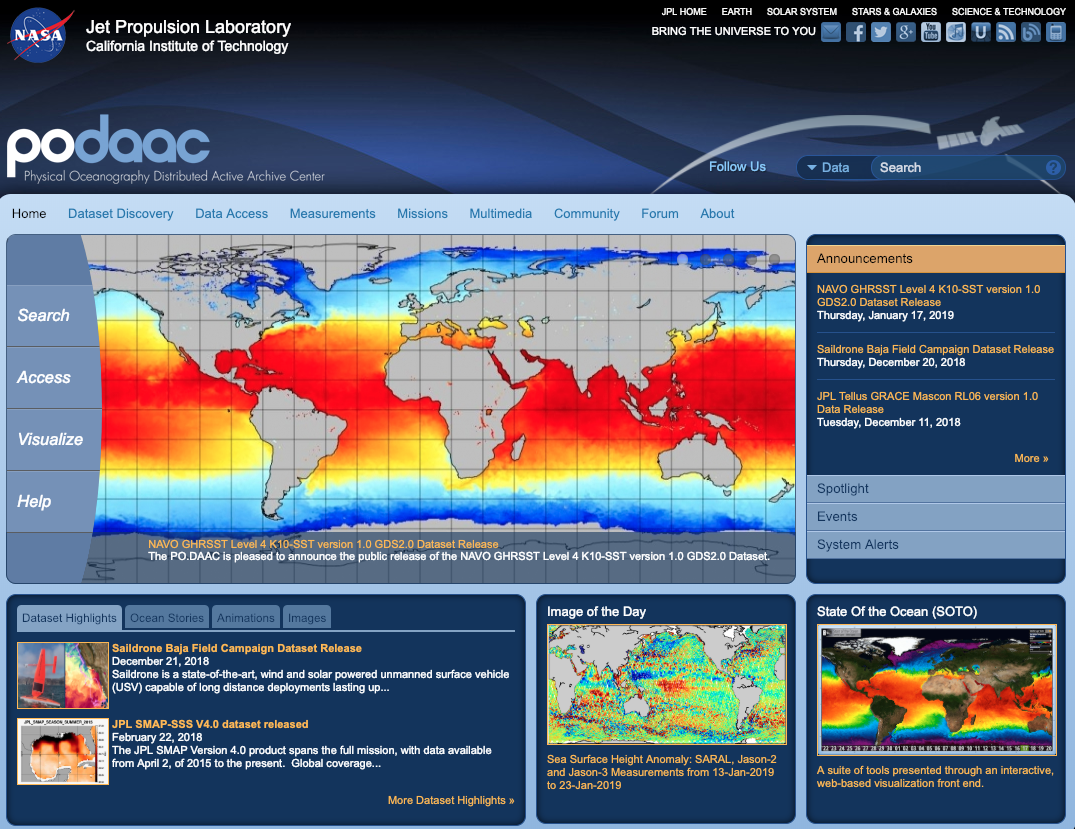 JPL HOME EARTH SOLAR SYSTEM STARS & GALAXIES SCIENCE & TECHNOLOGY
NASA
Jet Propulsion Laboratory
California Institute of Technology
BRING THE UNIVERSE TO YOU
podaac
Physical Oceanography Distributed Active Archive Center
Follow Us
Data
Search
Home Dataset Discovery Data Access Measurements Missions Multimedia Community Forum About
Search
Access
Visualize
Help
NAVO GHRSST Level 4 K10-SST version 1.0 GDS2.0 Dataset Release
The PO.DAAC is pleased to announce the public release of the NAVO GHRSST Level 4 K10-SST version 1.0 GDS2.0 Dataset.
Announcements
NAVO GHRSST Level 4 K10-SST version 1.0
GDS2.0 Dataset Release
Thursday, January 17, 2019
Saildrone Baja Field Campaign Dataset Release
Thursday, December 20, 2018
JPL Tellus GRACE Mascon RL06 version 1.0
Data Release
Tuesday, December 11, 2018
More »
Spotlight
Events
System Alerts
Dataset Highlights Ocean Stories Animations Images
Saildrone Baja Field Campaign Dataset Release
December 21, 2018
Saildrone is a state-of-the-art, wind and solar powered unmanned surface vehicle
(USV) capable of long distance deployments lasting up...
JPL_SMAP_SEASON_SUMMER_2015
JPL SMAP-SSS V4.0 dataset released
February 22, 2018
The JPL SMAP Version 4.0 product spans the full mission, with data available
from April 2, of 2015 to the present. Global coverage...
More Dataset Highlights »
Image of the Day
Sea Surface Height Anomaly: SARAL, Jason-2
and Jason-3 Measurements from 13-Jan-2019
to 23-Jan-2019
State Of the Ocean (SOTO)
A suite of tools presented through an interactive,
web-based visualization front end.